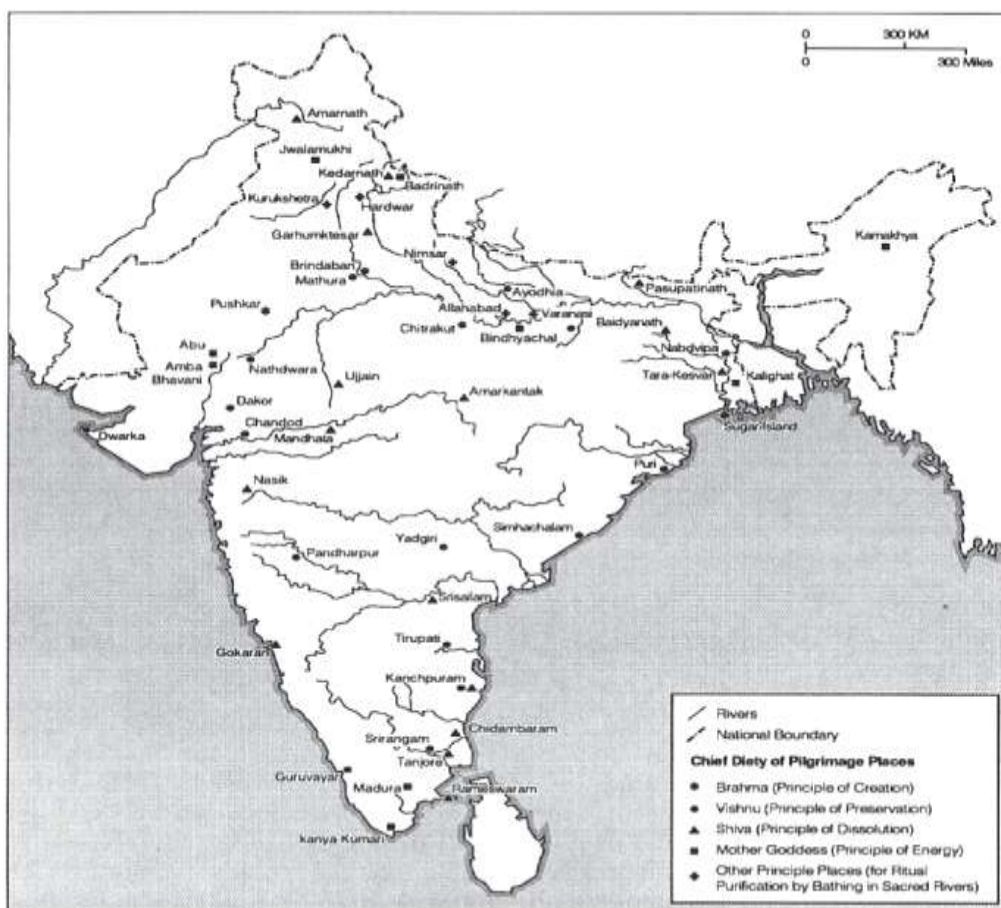 300 KM
0
300 Miles
Amarnath
Jwalamukhi
Kedarnath
Badrinath
Kurukshetra
Hardwar
Kamakhya
Garhumktesar
Nimsar
Brindaban
Pasupatinath
Mathura
Ayodhia
Pushkar
Allahabad
Varanasi
Chitrakut
Baidyanath
Bindhyachal
Abu
Nabdvipa
Amba
Bhavani
Nathdwara
Ujjain
Tara-Kesvar
Kalighat
Amarkantak
Dakor
Chandod
Sugar Island
Dwarka
Mandhata
Puri
Nasik
Simhachalam
Yadgiri
Pandharpur
Srisailam
Tirupati
Gokaran
Kanchpuram
Chidambaram
Srirangam
Tanjore
Guruvayar
Madura
Rameswaram
kanya Kumari
Rivers
National Boundary
Chief Diety of Pilgrimage Places
Brahma (Principle of Creation)
Vishnu (Principle of Preservation)
Shiva (Principle of Dissolution)
Mother Goddess (Principle of Energy)
Other Principle Places (for Ritual
Purification by Bathing in Sacred Rivers)